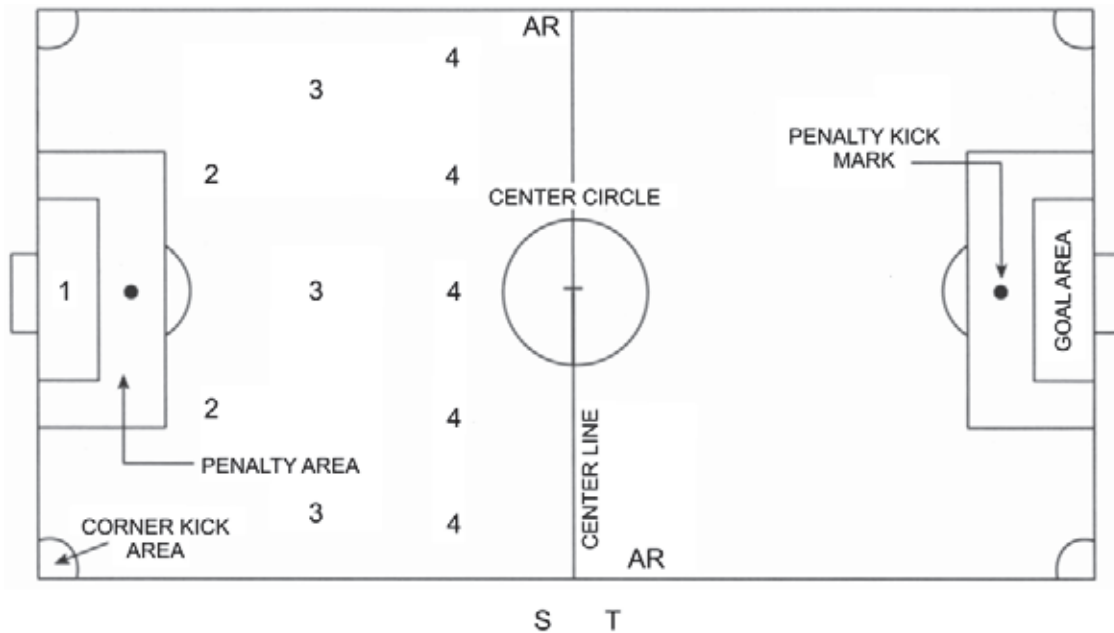 AR
4
3
PENALTY KICK
MARK
2
4
CENTER CIRCLE
1
3
4
GOAL AREA
2
4
CENTER LINE
PENALTY AREA
3
4
CORNER KICK
AREA
AR
S T